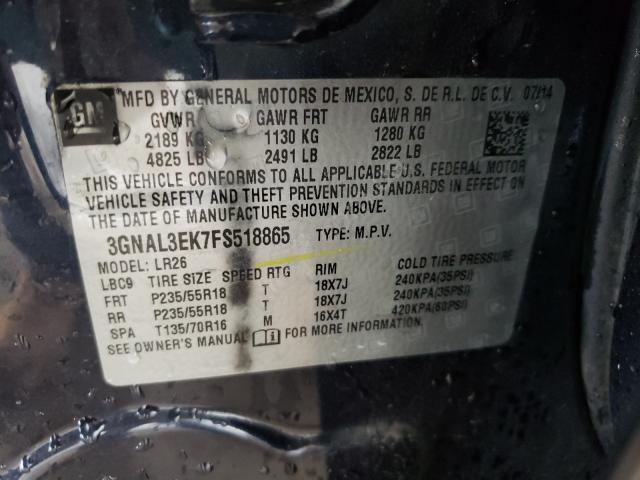 GM
MFD BY GENERAL MOTORS DE MEXICO, S. DE R.L. DE C.V. 07/14
GVWR GAWR FRT GAWR RR
2189 KG 1130 KG 1280 KG
4825 LB 2491 LB 2822 LB
THIS VEHICLE CONFORMS TO ALL APPLICABLE U.S. FEDERAL MOTOR
VEHICLE SAFETY AND THEFT PREVENTION STANDARDS IN EFFECT ON
THE DATE OF MANUFACTURE SHOWN ABOVE.
3GNAL3EK7FS518865 TYPE: M.P.V.
MODEL: LR26
LBC9 TIRE SIZE SPEED RTG RIM COLD TIRE PRESSURE
FRT P235/55R18 T 18X7J 240KPA(35PSI)
RR P235/55R18 T 18X7J 240KPA(35PSI)
SPA T135/70R16 M 16X4T 420KPA(60PSI)
SEE OWNER'S MANUAL FOR MORE INFORMATION.